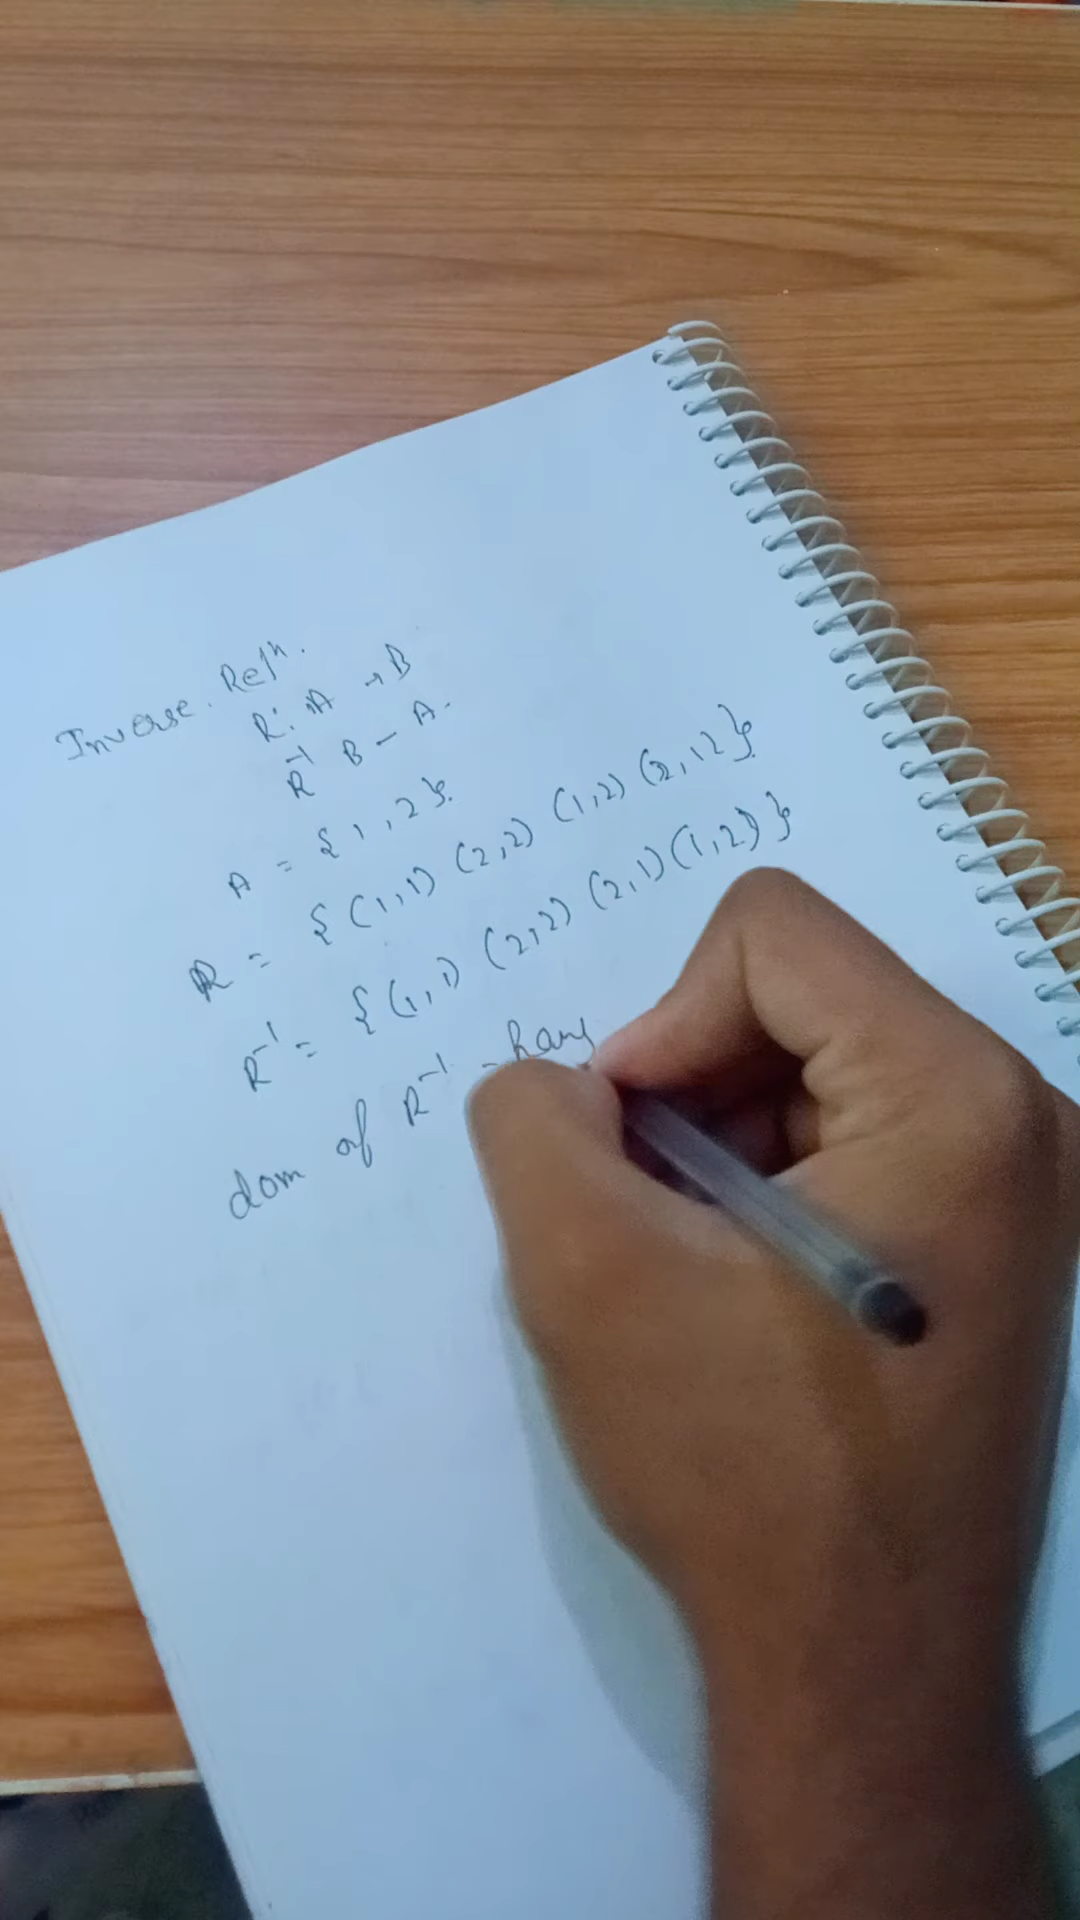 Inverse. Relⁿ.
R: A → B
R⁻¹ B – A.
A = {1, 2}.
R = {(1,1) (2,2) (1,2) (2,12}
R⁻¹ = {(1,1) (2,2) (2,1) (1,2)}
dom of R⁻¹ - Rang